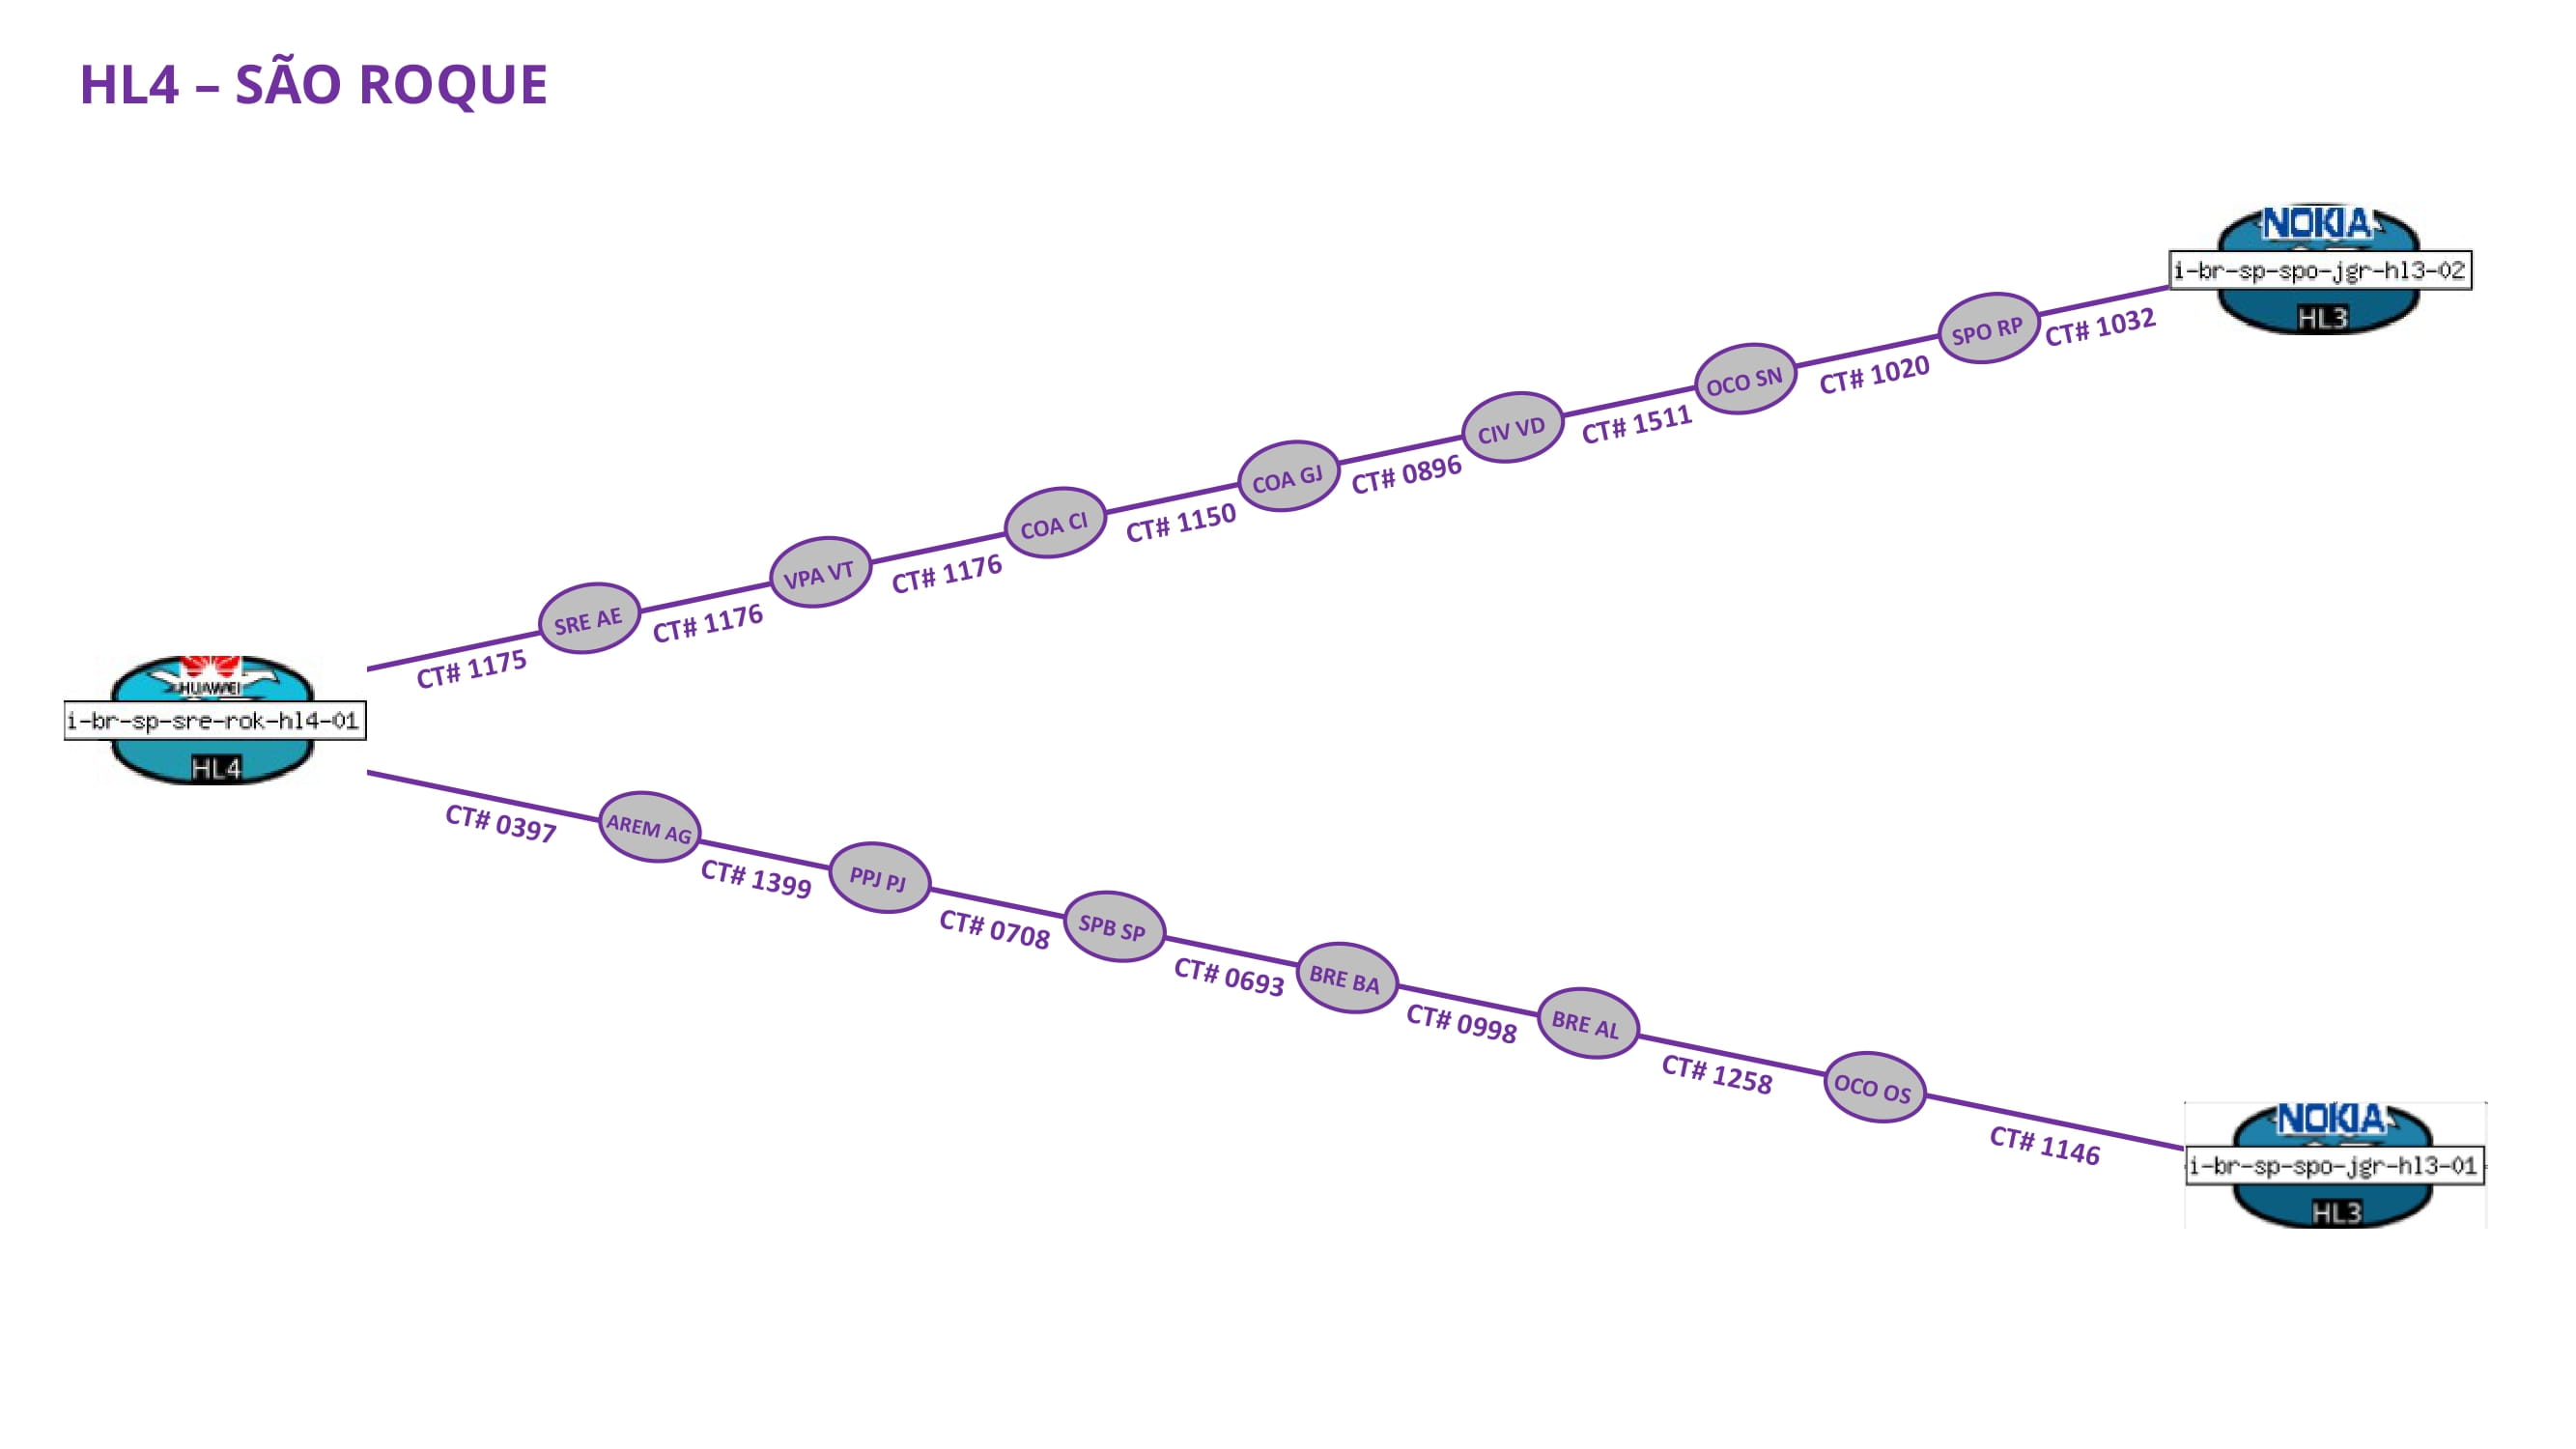 HL4 – SÃO ROQUE
NOKIA
i-br-sp-spo-jgr-hl3-02
HL3
SPO RP
CT# 1032
OCO SN
CT# 1020
CIV VD
CT# 1511
COA GJ
CT# 0896
COA CI
CT# 1150
VPA VT
CT# 1176
SRE AE
CT# 1176
CT# 1175
HUAWEI
i-br-sp-sre-rok-hl4-01
HL4
CT# 0397
AREM AG
CT# 1399
PPJ PJ
CT# 0708
SPB SP
CT# 0693
BRE BA
CT# 0998
BRE AL
CT# 1258
OCO OS
CT# 1146
NOKIA
i-br-sp-spo-jgr-hl3-01
HL3